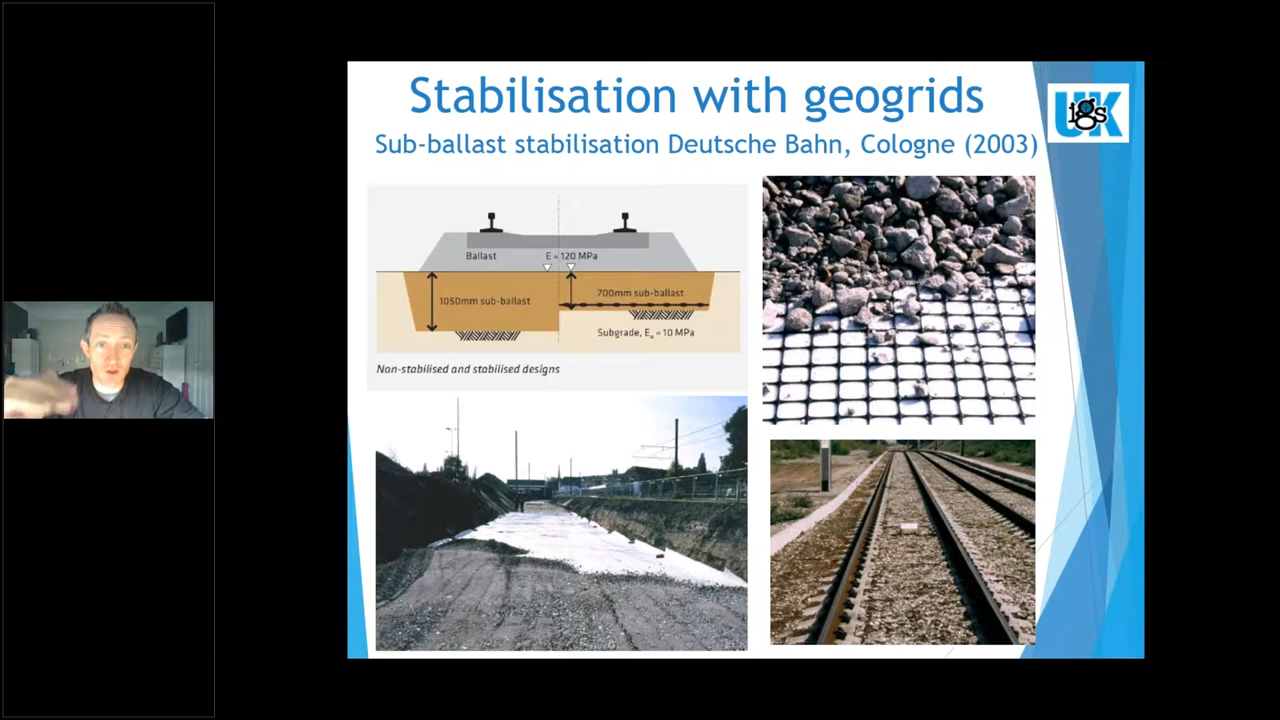 Stabilisation with geogrids
UK
igs
Sub-ballast stabilisation Deutsche Bahn, Cologne (2003)
Ballast
E = 120 MPa
1050mm sub-ballast
700mm sub-ballast
Subgrade, Eu = 10 MPa
Non-stabilised and stabilised designs